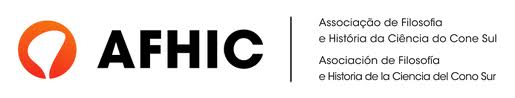 AFHIC
Associação de Filosofia
e História da Ciência do Cone Sul
Asociación de Filosofía
e Historia de la Ciencia del Cono Sur